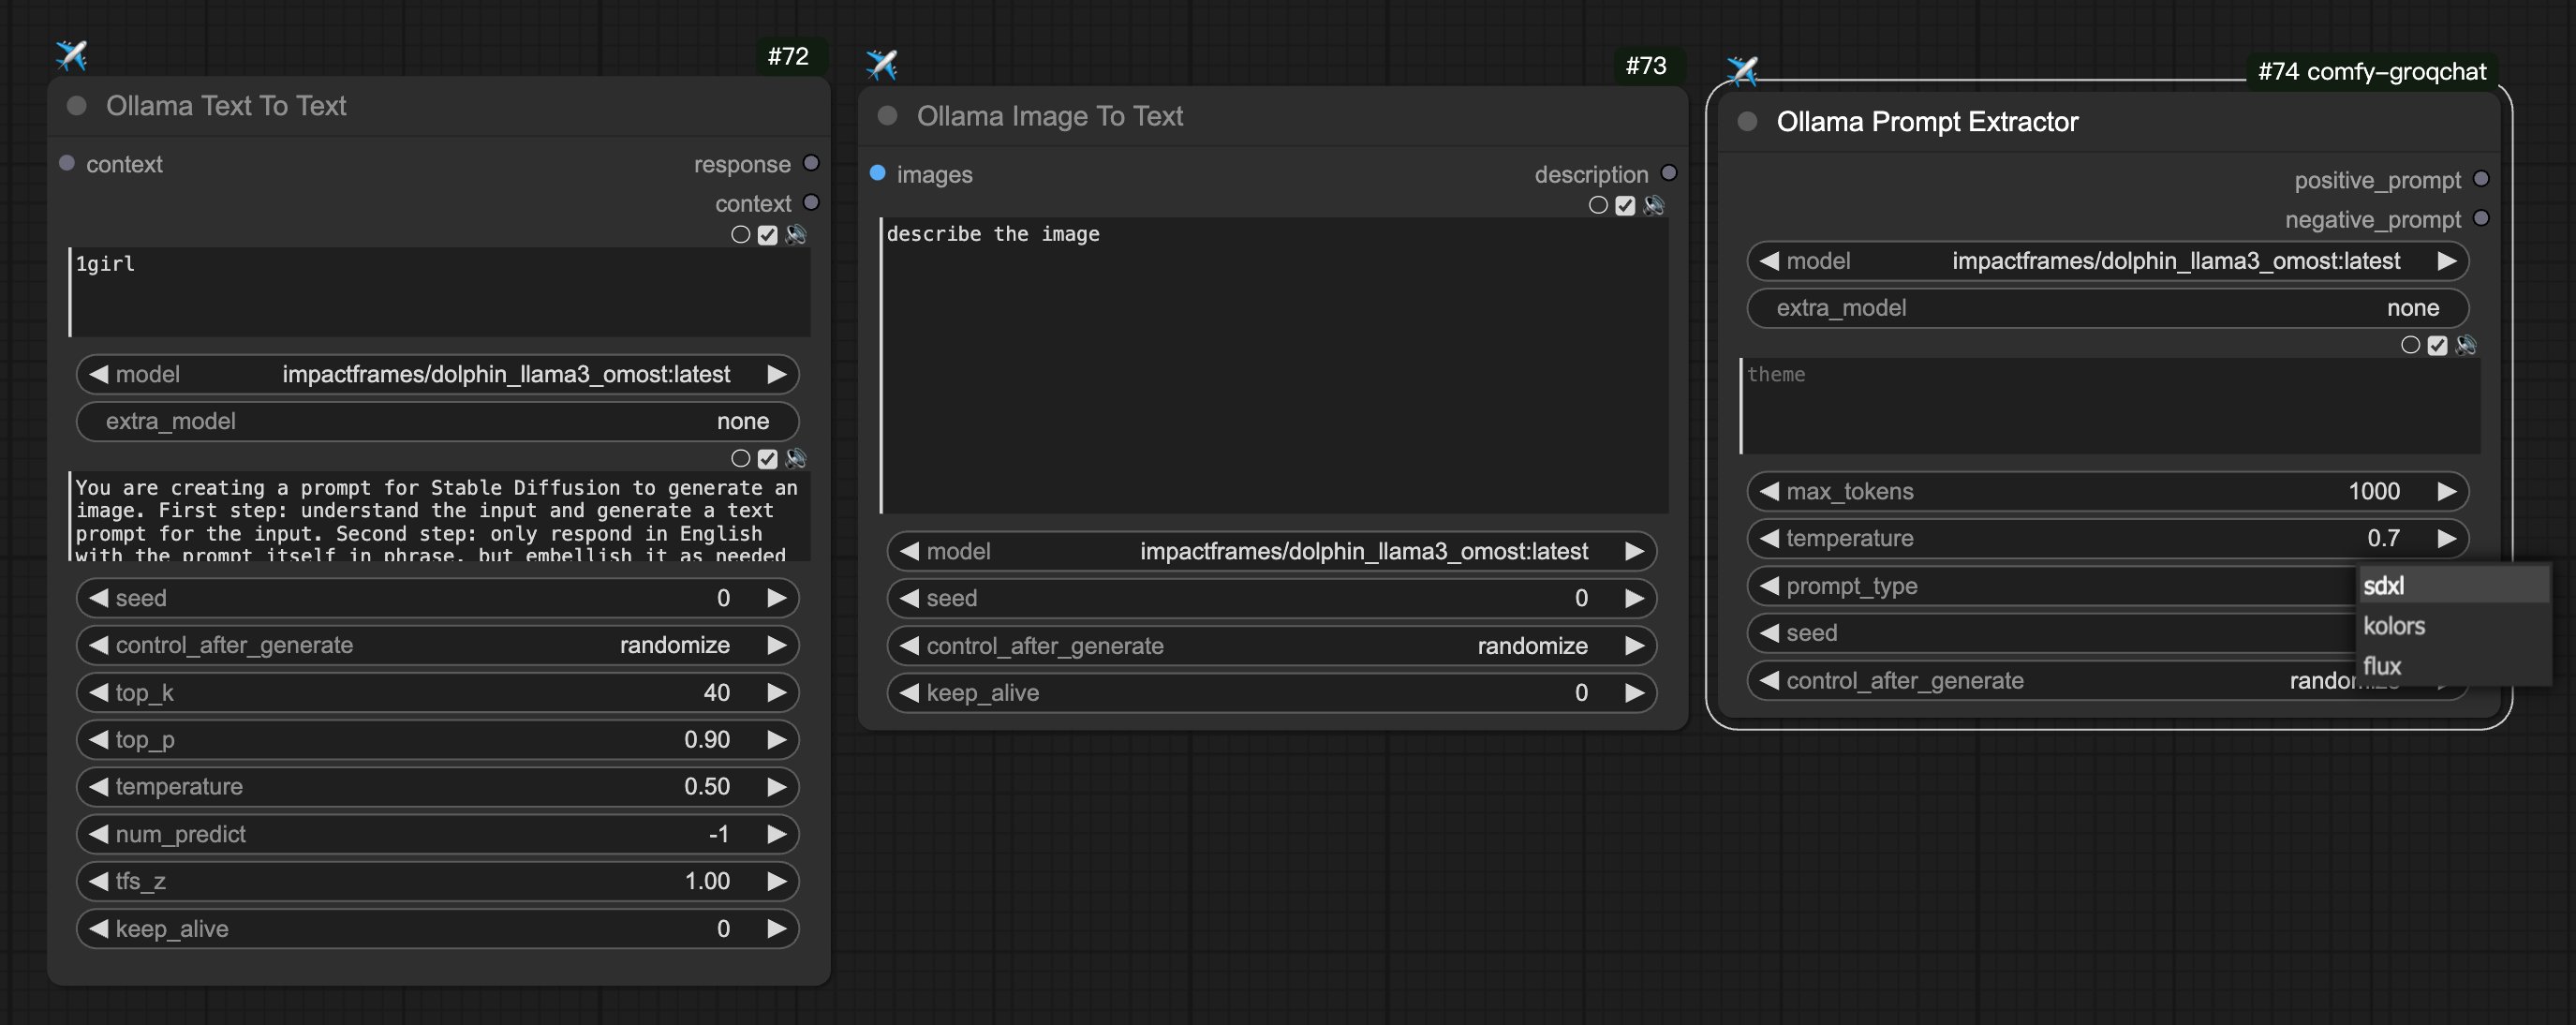 #72
Ollama Text To Text
context
response
context
1girl
model impactframes/dolphin_llama3_omost:latest
extra_model none
You are creating a prompt for Stable Diffusion to generate an
image. First step: understand the input and generate a text
prompt for the input. Second step: only respond in English
with the prompt itself in phrase, but embellish it as needed
seed 0
control_after_generate randomize
top_k 40
top_p 0.90
temperature 0.50
num_predict -1
tfs_z 1.00
keep_alive 0
#73
Ollama Image To Text
images
description
describe the image
model impactframes/dolphin_llama3_omost:latest
seed 0
control_after_generate randomize
keep_alive 0
#74 comfy-groqchat
Ollama Prompt Extractor
positive_prompt
negative_prompt
model impactframes/dolphin_llama3_omost:latest
extra_model none
theme
max_tokens 1000
temperature 0.7
prompt_type
sdxl
kolors
flux
seed
control_after_generate